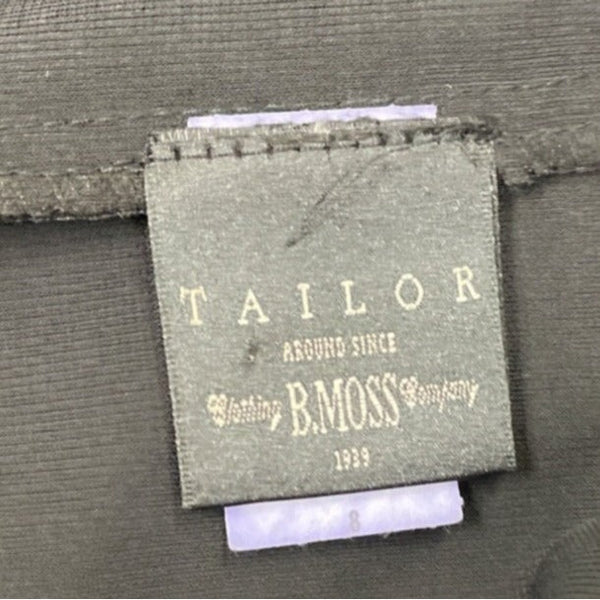 TAILOR
AROUND SINCE
Clothing B.MOSS Company
1939
8